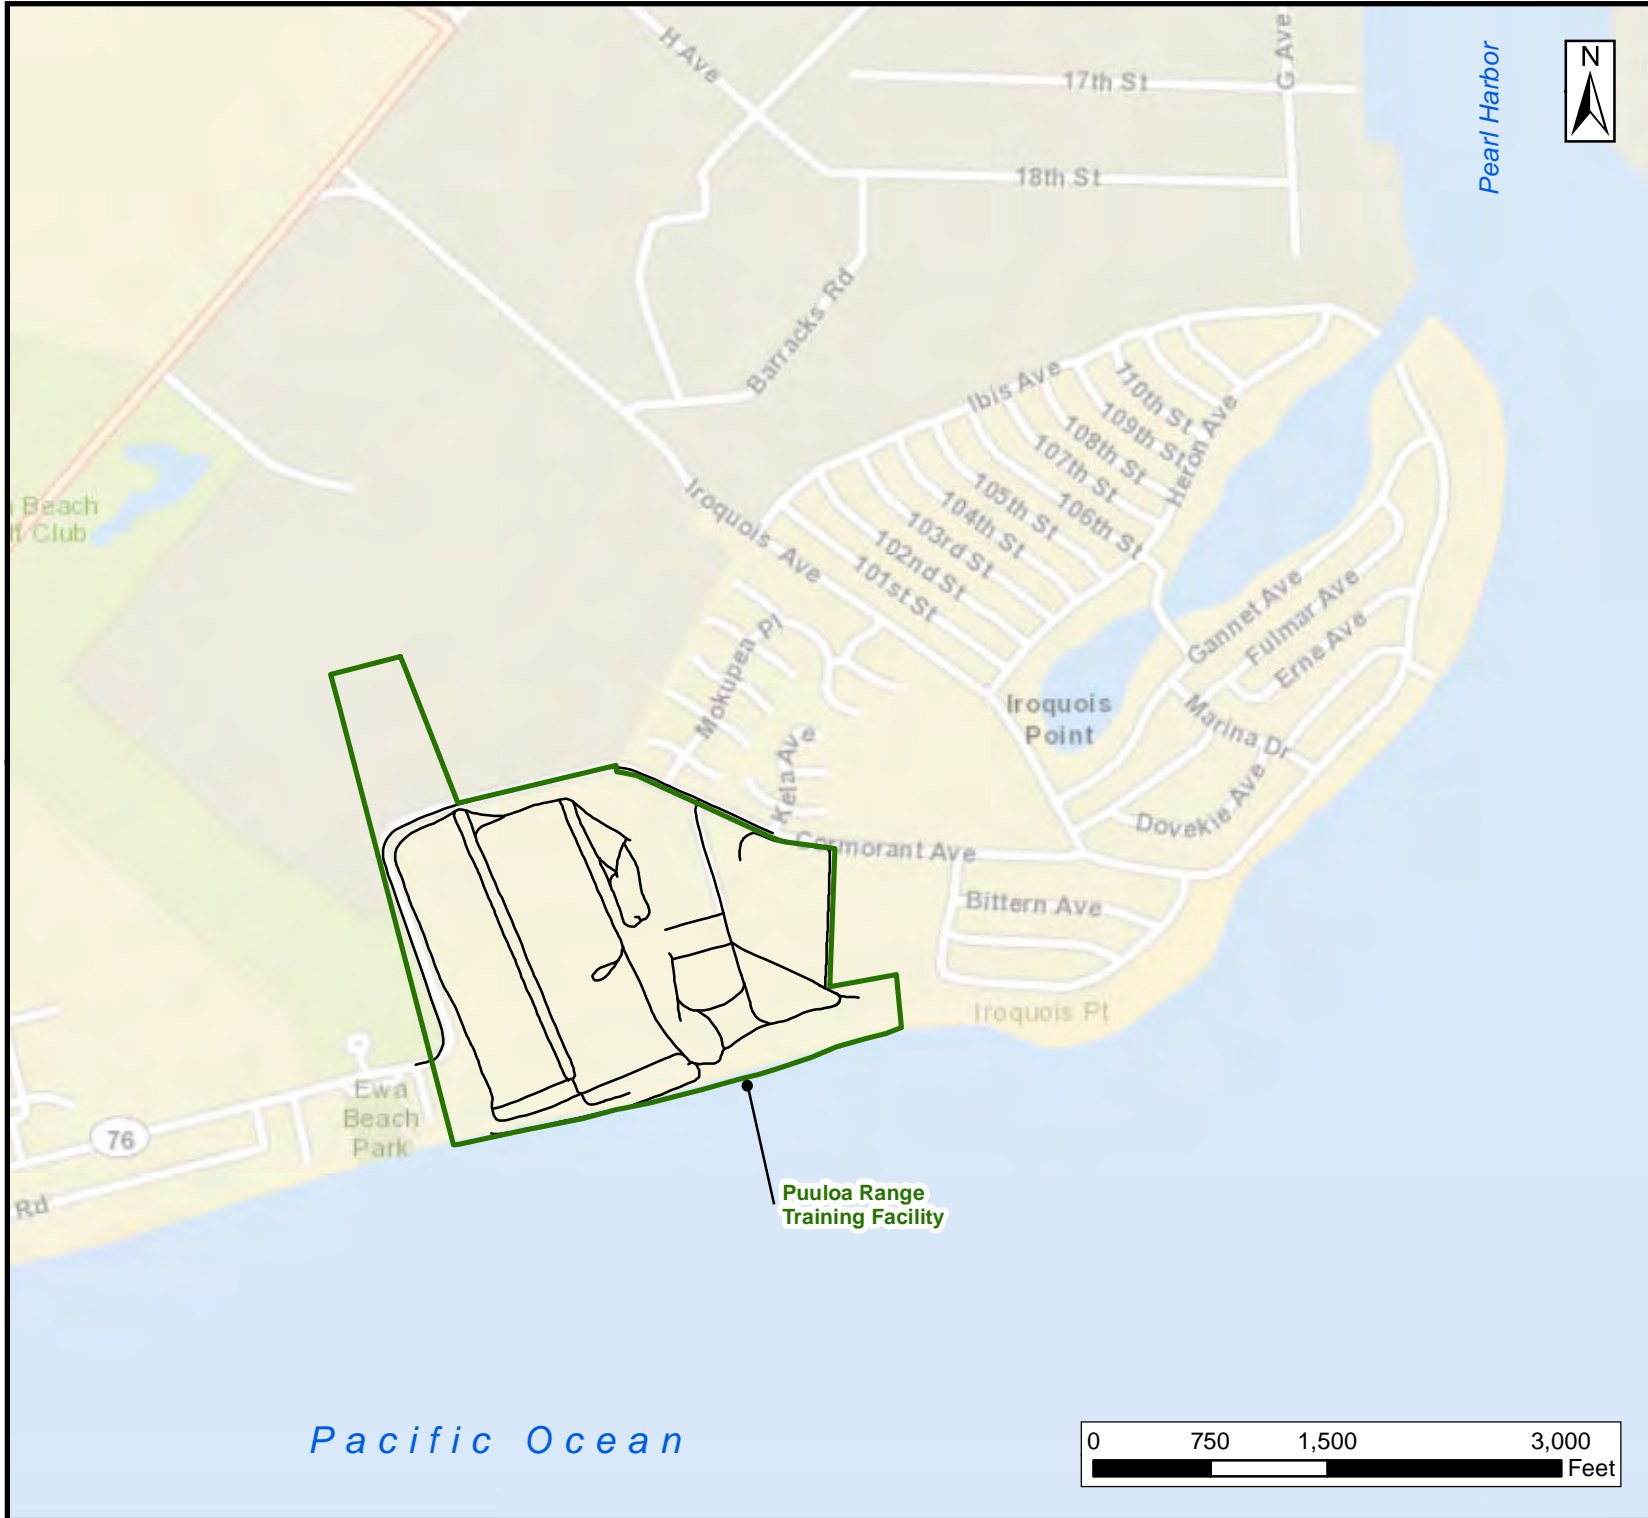 H Ave
17th St
G Ave
Pearl Harbor
N
18th St
Barracks Rd
Ibis Ave
110th St
109th St
108th St
107th St
106th St
105th St
104th St
103rd St
102nd St
101st St
Heron Ave
Iroquois Ave
Beach
Club
Gannet Ave
Fulmar Ave
Erne Ave
Mokupea Pl
Iroquois
Point
Marina Dr
Kela Ave
Dovekie Ave
Cormorant Ave
Bittern Ave
Iroquois Pt
Ewa
Beach
Park
76
Rd
Puuloa Range
Training Facility
Pacific Ocean
0 750 1,500 3,000
Feet